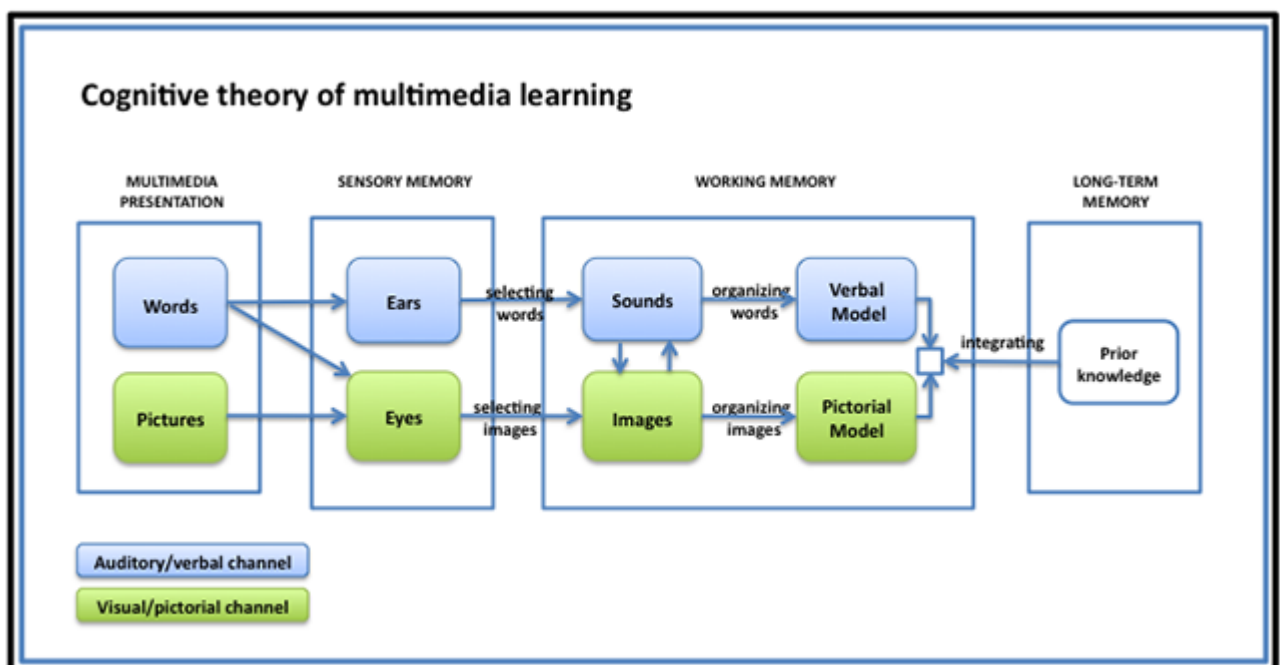 Cognitive theory of multimedia learning
MULTIMEDIA
PRESENTATION
SENSORY MEMORY
WORKING MEMORY
LONG-TERM
MEMORY
Words
Ears
selecting
words
Sounds
organizing
words
Verbal
Model
integrating
Prior
knowledge
Pictures
Eyes
selecting
images
Images
organizing
images
Pictorial
Model
Auditory/verbal channel
Visual/pictorial channel